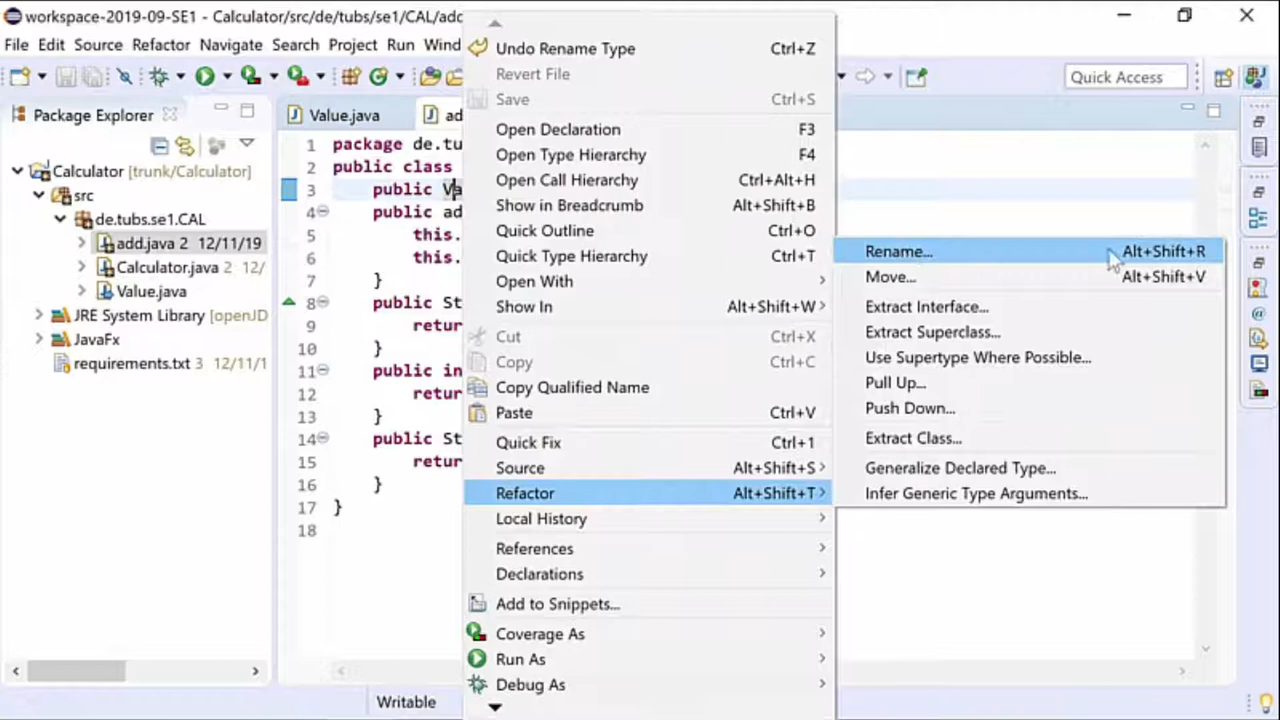 workspace-2019-09-SE1 - Calculator/src/de/tubs/se1/CAL/add
File Edit Source Refactor Navigate Search Project Run Wind
Quick Access
Package Explorer
Calculator [trunk/Calculator]
src
de.tubs.se1.CAL
add.java 2 12/11/19
Calculator.java 2 12/
Value.java
JRE System Library [openJD
JavaFx
requirements.txt 3 12/11/1
Value.java
ad
1 package de.tu
2 public class
3 public Va
4 public ad
5 this.
6 this.
7 }
8 public St
9 retur
10 }
11 public in
12 retur
13 }
14 public St
15 retur
16 }
17 }
18
Undo Rename Type Ctrl+Z
Revert File
Save Ctrl+S
Open Declaration F3
Open Type Hierarchy F4
Open Call Hierarchy Ctrl+Alt+H
Show in Breadcrumb Alt+Shift+B
Quick Outline Ctrl+O
Quick Type Hierarchy Ctrl+T
Open With
Show In Alt+Shift+W
Cut Ctrl+X
Copy Ctrl+C
Copy Qualified Name
Paste Ctrl+V
Quick Fix Ctrl+1
Source Alt+Shift+S
Refactor Alt+Shift+T
Local History
References
Declarations
Add to Snippets...
Coverage As
Run As
Debug As
Rename... Alt+Shift+R
Move... Alt+Shift+V
Extract Interface...
Extract Superclass...
Use Supertype Where Possible...
Pull Up...
Push Down...
Extract Class...
Generalize Declared Type...
Infer Generic Type Arguments...
Writable